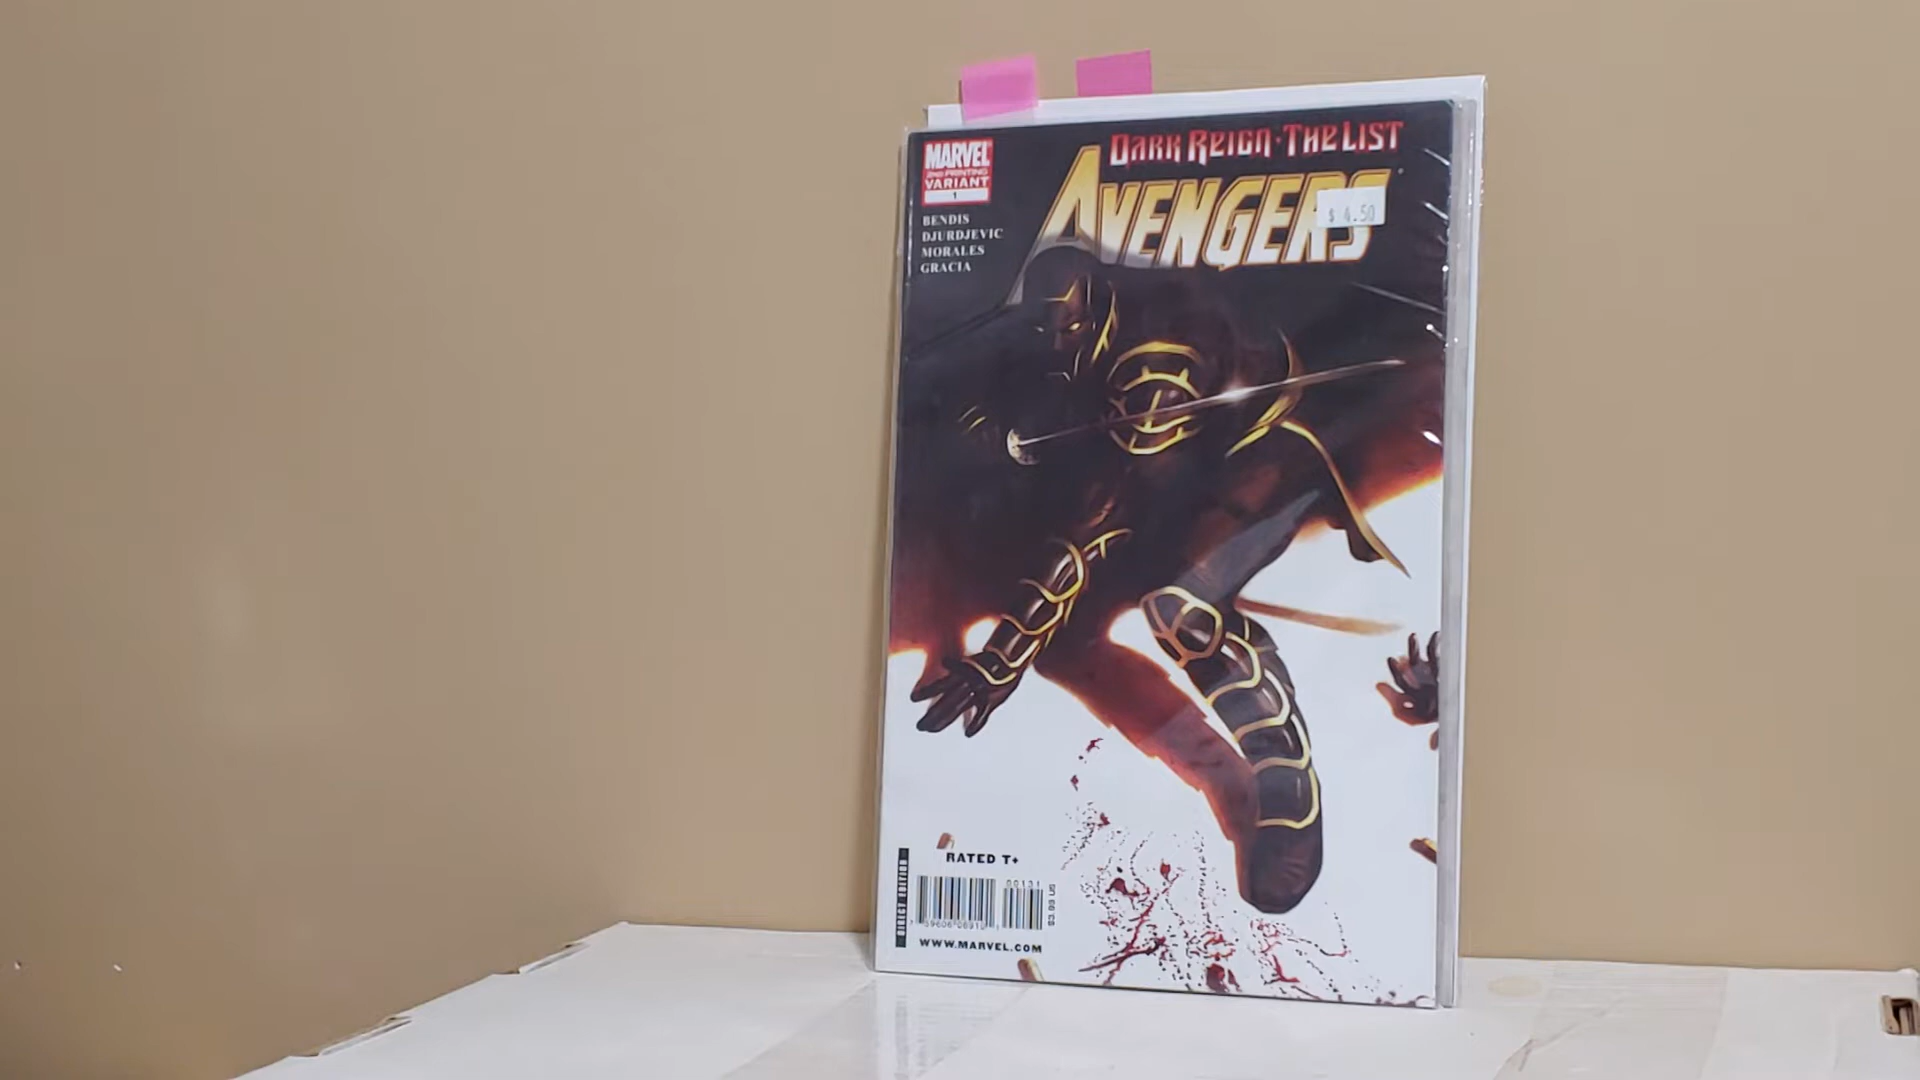 DARK REIGN · THE LIST
MARVEL
2ND PRINTING
VARIANT
1
AVENGERS
$ 4.50
BENDIS
DJURDJEVIC
MORALES
GRACIA
RATED T+
DIRECT EDITION
00131
$3.99 US
WWW.MARVEL.COM